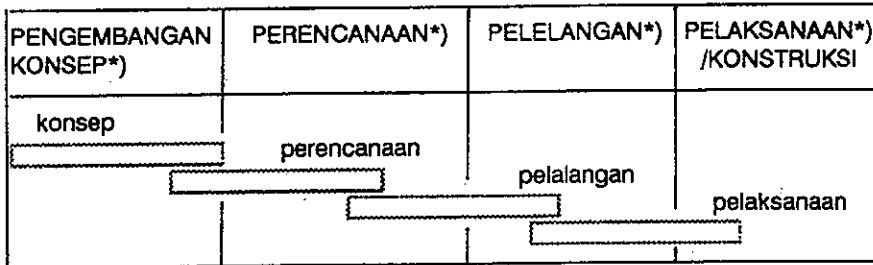 PENGEMBANGAN KONSEP*)
PERENCANAAN*)
PELELANGAN*)
PELAKSANAAN*) /KONSTRUKSI
konsep
perencanaan
pelalangan
pelaksanaan